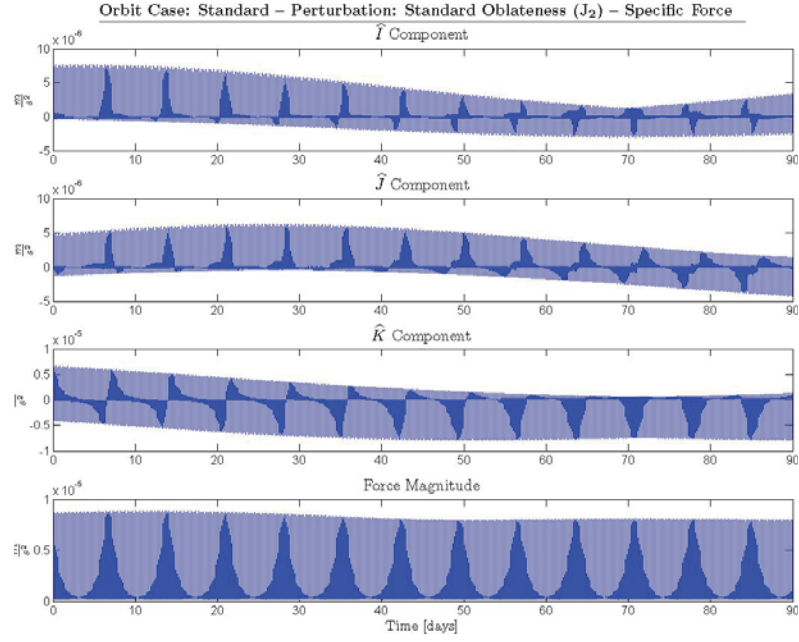 Orbit Case: Standard – Perturbation: Standard Oblateness (J₂) – Specific Force
Î Component
x 10⁻⁶
10
5
0
-5
m/s²
0 10 20 30 40 50 60 70 80 90
Ĵ Component
x 10⁻⁶
10
5
0
-5
m/s²
0 10 20 30 40 50 60 70 80 90
K̂ Component
x 10⁻⁵
1
0.5
0
-0.5
-1
s²
0 10 20 30 40 50 60 70 80 90
Force Magnitude
x 10⁻⁵
1
0.5
0
s²
0 10 20 30 40 50 60 70 80 90
Time [days]